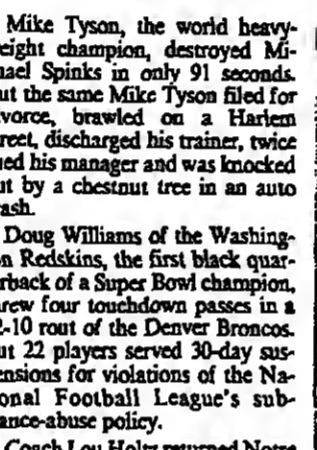 Mike Tyson, the world heavy-
eight champion, destroyed Mi-
hael Spinks in only 91 seconds.
ut the same Mike Tyson filed for
vorce, brawled on a Harlem
reet, discharged his trainer, twice
ed his manager and was knocked
ut by a chestnut tree in an auto
ash.
Doug Williams of the Washing-
n Redskins, the first black quar-
rback of a Super Bowl champion,
rew four touchdown passes in a
2-10 rout of the Denver Broncos.
ut 22 players served 30-day sus-
ensions for violations of the Na-
onal Football League's sub-
ance-abuse policy.
Coach Lou Holtz returned Notre